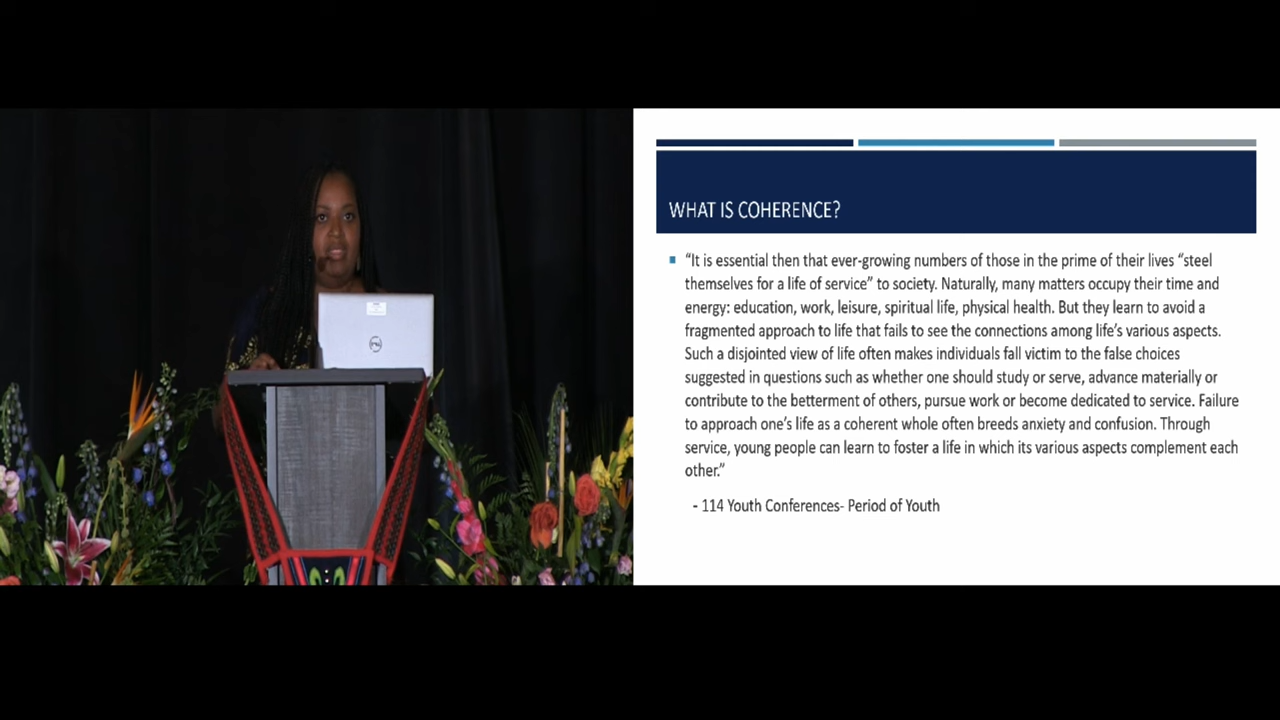 WHAT IS COHERENCE?
“It is essential then that ever-growing numbers of those in the prime of their lives “steel
themselves for a life of service” to society. Naturally, many matters occupy their time and
energy: education, work, leisure, spiritual life, physical health. But they learn to avoid a
fragmented approach to life that fails to see the connections among life’s various aspects.
Such a disjointed view of life often makes individuals fall victim to the false choices
suggested in questions such as whether one should study or serve, advance materially or
contribute to the betterment of others, pursue work or become dedicated to service. Failure
to approach one’s life as a coherent whole often breeds anxiety and confusion. Through
service, young people can learn to foster a life in which its various aspects complement each
other.”
- 114 Youth Conferences- Period of Youth